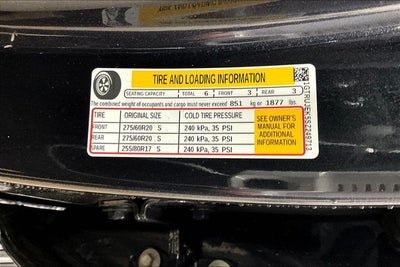 TIRE AND LOADING INFORMATION
SEATING CAPACITY TOTAL 6 FRONT 3 REAR 3
The combined weight of occupants and cargo must never exceed 851 kg or 1877 lbs.
TIRE ORIGINAL SIZE COLD TIRE PRESSURE
FRONT 275/60R20 S 240 kPa, 35 PSI
REAR 275/60R20 S 240 kPa, 35 PSI
SPARE 255/80R17 S 240 kPa, 35 PSI
SEE OWNER'S
MANUAL FOR
ADDITIONAL
INFORMATION